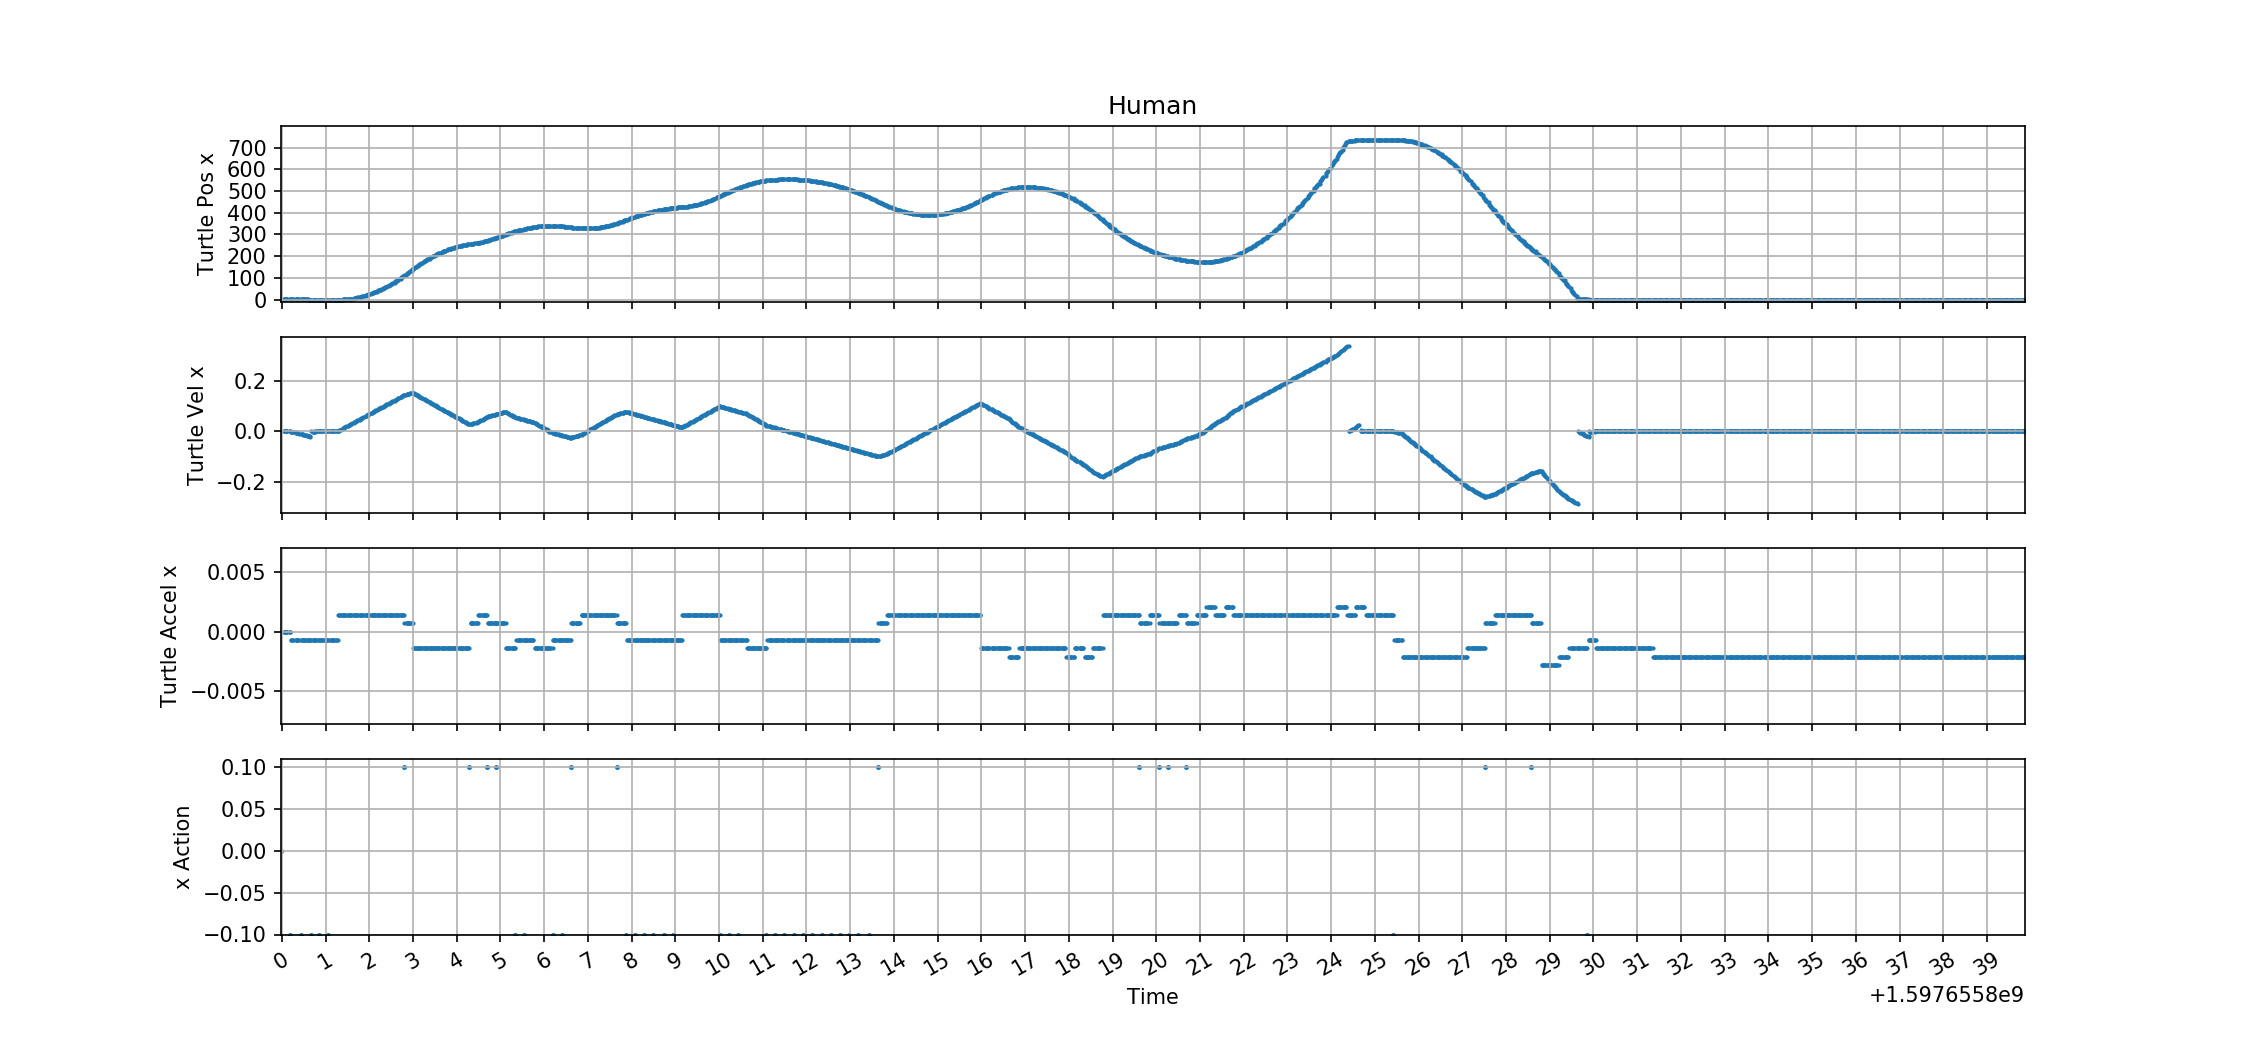 Human
Turtle Pos x
700
600
500
400
300
200
100
0
Turtle Vel x
0.2
0.0
−0.2
Turtle Accel x
0.005
0.000
−0.005
x Action
0.10
0.05
0.00
−0.05
−0.10
0 1 2 3 4 5 6 7 8 9 10 11 12 13 14 15 16 17 18 19 20 21 22 23 24 25 26 27 28 29 30 31 32 33 34 35 36 37 38 39
Time
+1.5976558e9